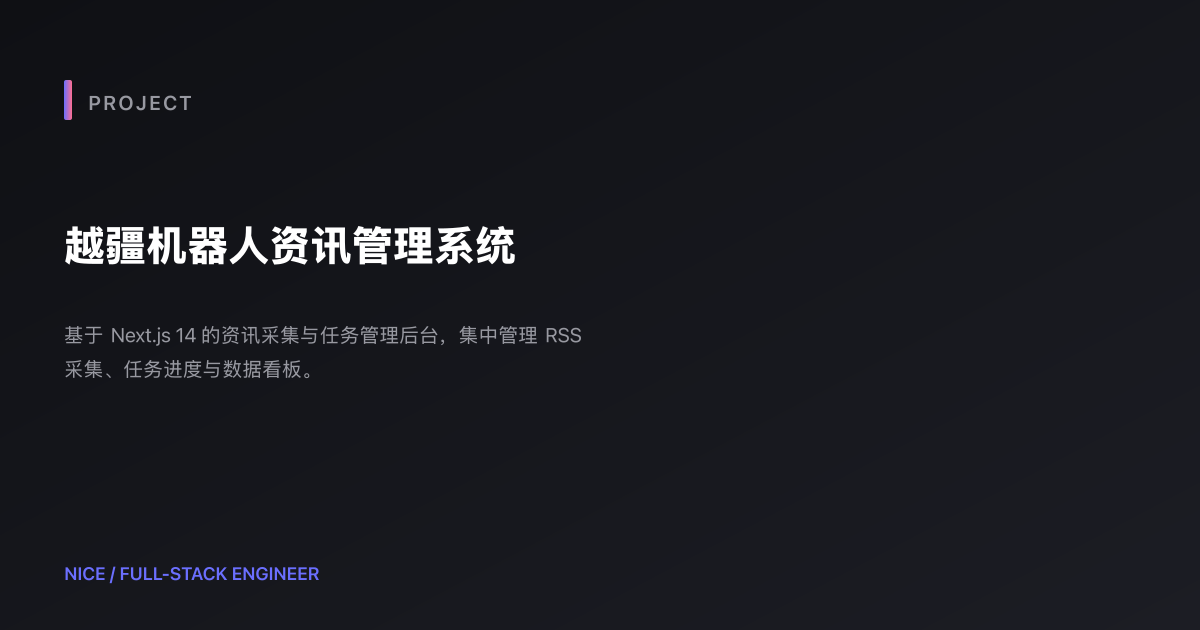 PROJECT
越疆机器人资讯管理系统
基于 Next.js 14 的资讯采集与任务管理后台，集中管理 RSS
采集、任务进度与数据看板。
NICE / FULL-STACK ENGINEER